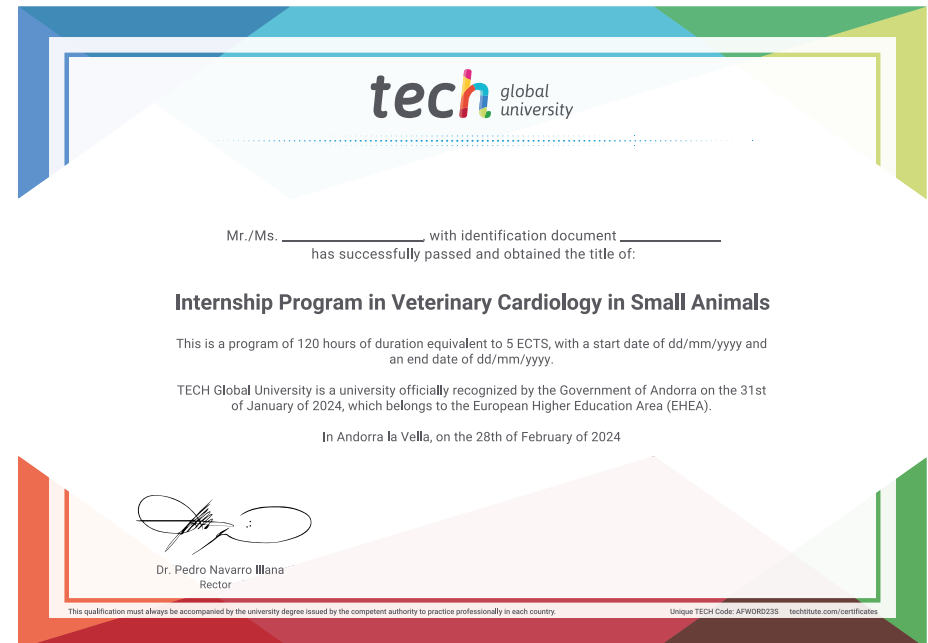 tech global university
Mr./Ms. ____________, with identification document ____________
has successfully passed and obtained the title of:
Internship Program in Veterinary Cardiology in Small Animals
This is a program of 120 hours of duration equivalent to 5 ECTS, with a start date of dd/mm/yyyy and
an end date of dd/mm/yyyy.
TECH Global University is a university officially recognized by the Government of Andorra on the 31st
of January of 2024, which belongs to the European Higher Education Area (EHEA).
In Andorra la Vella, on the 28th of February of 2024
Dr. Pedro Navarro Illana
Rector
This qualification must always be accompanied by the university degree issued by the competent authority to practice professionally in each country.
Unique TECH Code: AFWORD23S techtitute.com/certificates